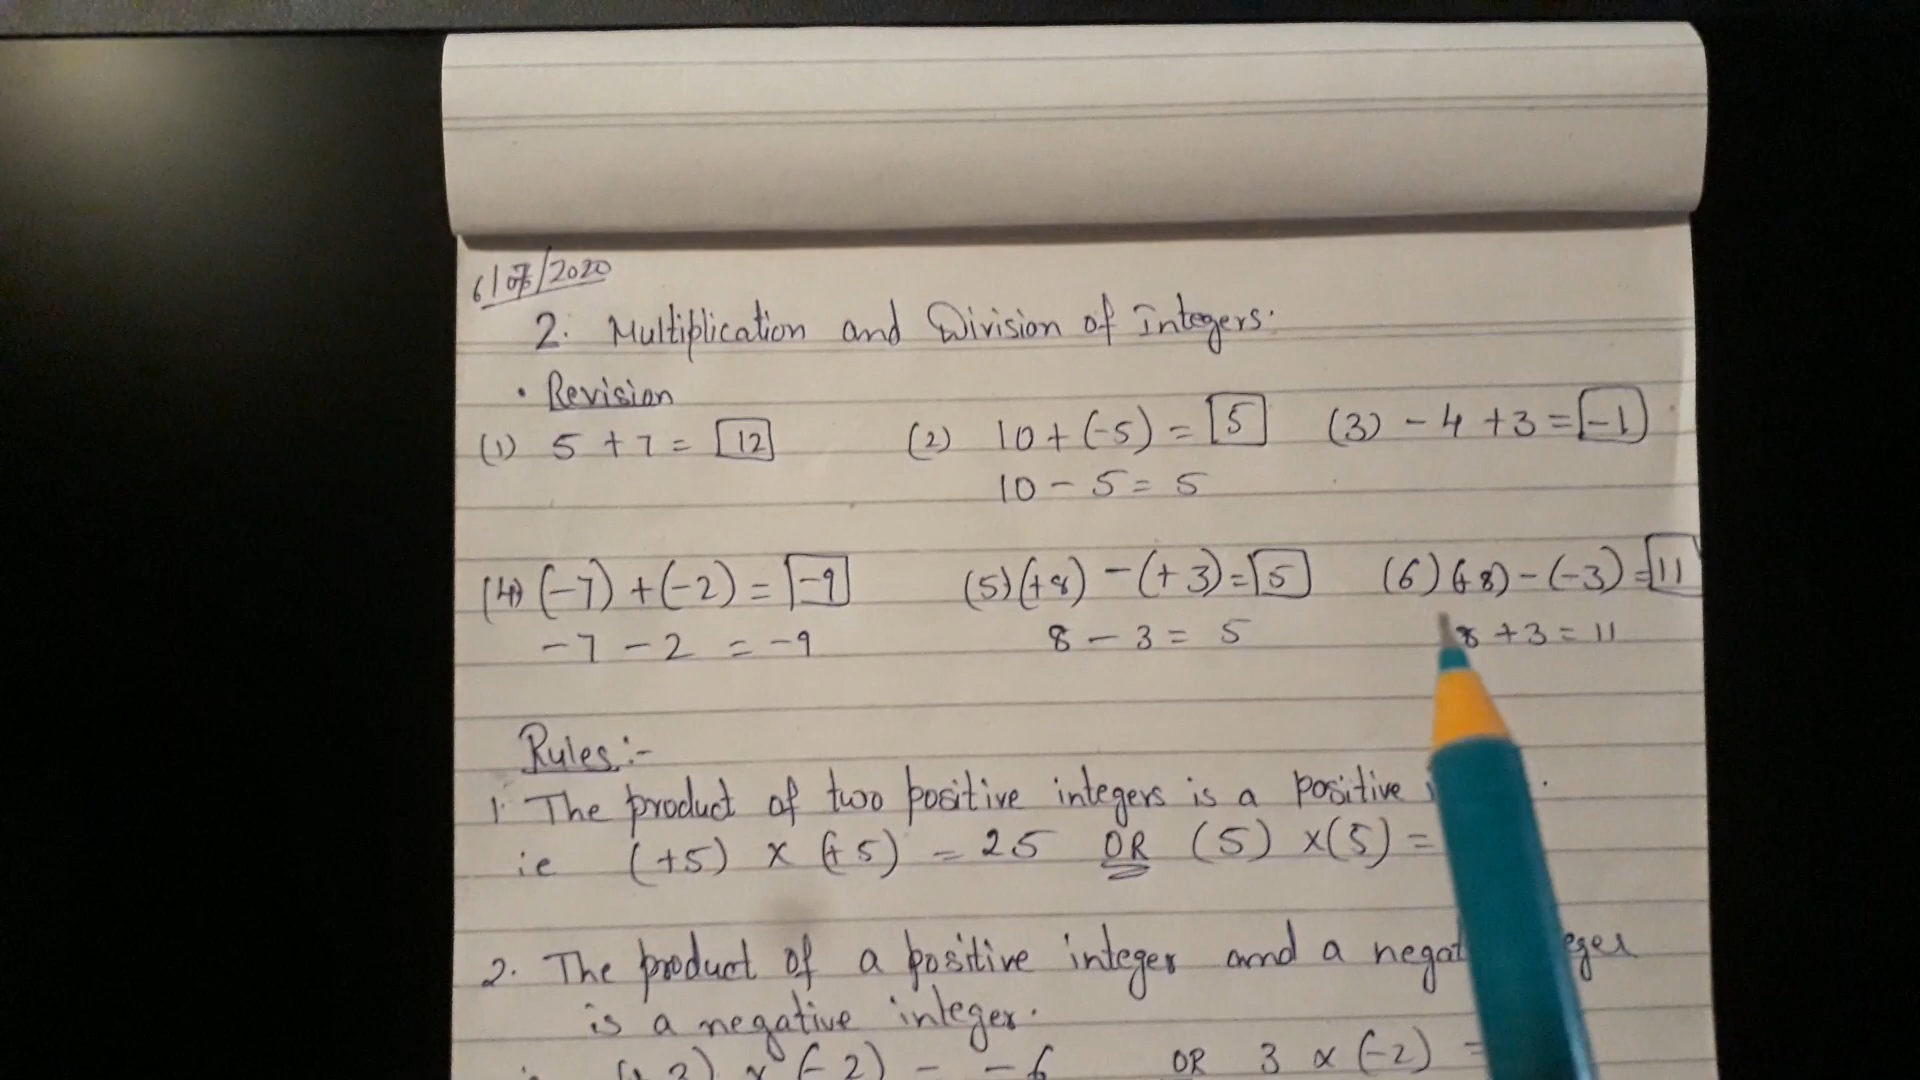 6/07/2020
2. Multiplication and Division of Integers.
• Revision
(1) 5 + 7 = 12 (2) 10 + (-5) = 5 (3) - 4 + 3 = -1
10 - 5 = 5
(4) (-7) + (-2) = -9 (5) (+8) - (+3) = 5 (6) (+8) - (-3) = 11
-7 - 2 = -9 8 - 3 = 5 8 + 3 = 11
Rules:-
1. The product of two positive integers is a positive .
ie (+5) x (+5) = 25 OR (5) x (5) =
2. The product of a positive integer and a
is a negative integer.
(-2) = -6 OR 3 x (-2) =